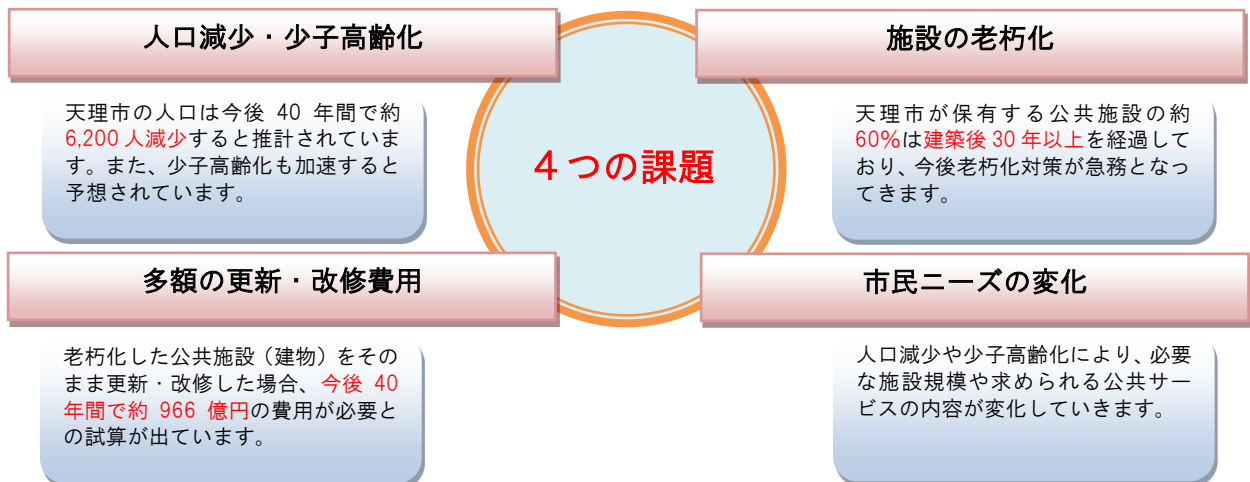 人口減少・少子高齢化
天理市の人口は今後 40 年間で約
6,200 人減少すると推計されていま
す。また、少子高齢化も加速すると
予想されています。
4つの課題
施設の老朽化
天理市が保有する公共施設の約
60%は建築後 30 年以上を経過して
おり、今後老朽化対策が急務となっ
てきます。
多額の更新・改修費用
老朽化した公共施設（建物）をその
まま更新・改修した場合、今後 40
年間で約 966 億円の費用が必要と
の試算が出ています。
市民ニーズの変化
人口減少や少子高齢化により、必要
な施設規模や求められる公共サー
ビスの内容が変化していきます。